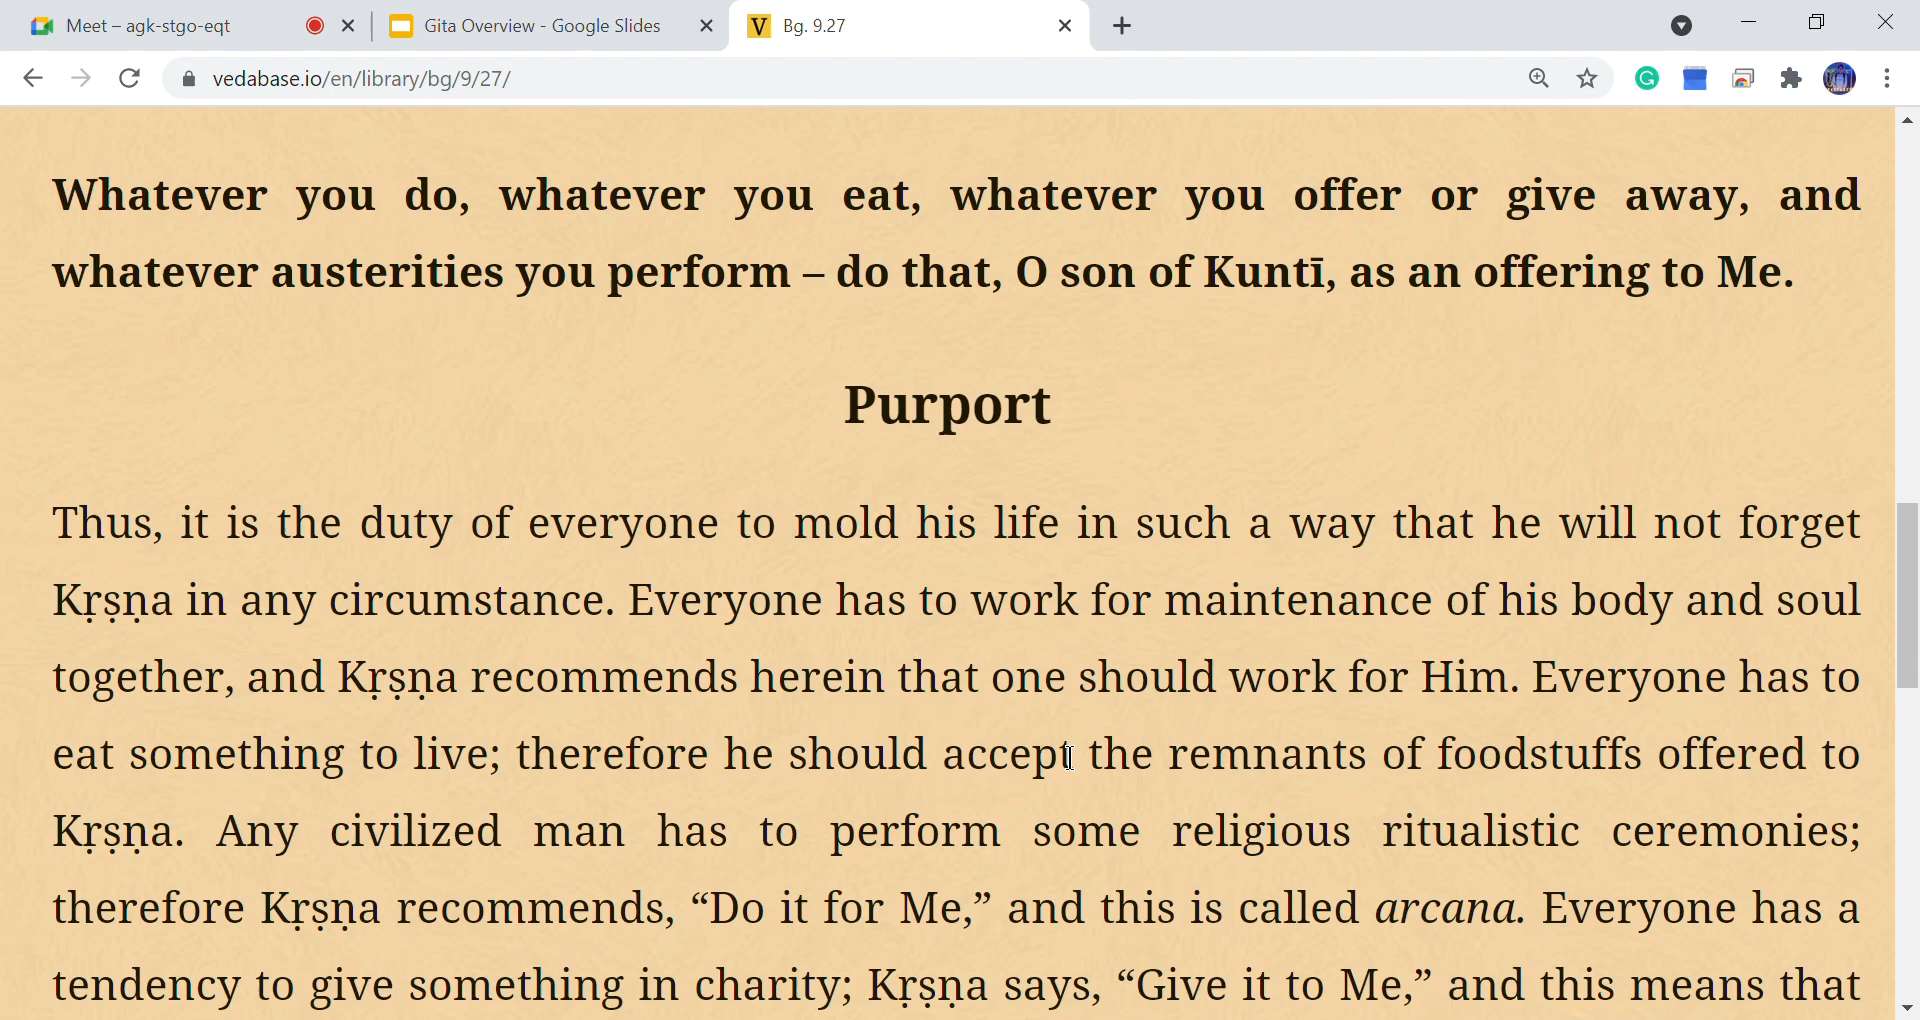 Meet – agk-stgo-eqt
Gita Overview - Google Slides
V Bg. 9.27
vedabase.io/en/library/bg/9/27/
Whatever you do, whatever you eat, whatever you offer or give away, and
whatever austerities you perform – do that, O son of Kuntī, as an offering to Me.
Purport
Thus, it is the duty of everyone to mold his life in such a way that he will not forget
Kṛṣṇa in any circumstance. Everyone has to work for maintenance of his body and soul
together, and Kṛṣṇa recommends herein that one should work for Him. Everyone has to
eat something to live; therefore he should accept the remnants of foodstuffs offered to
Kṛṣṇa. Any civilized man has to perform some religious ritualistic ceremonies;
therefore Kṛṣṇa recommends, “Do it for Me,” and this is called arcana. Everyone has a
tendency to give something in charity; Kṛṣṇa says, “Give it to Me,” and this means that